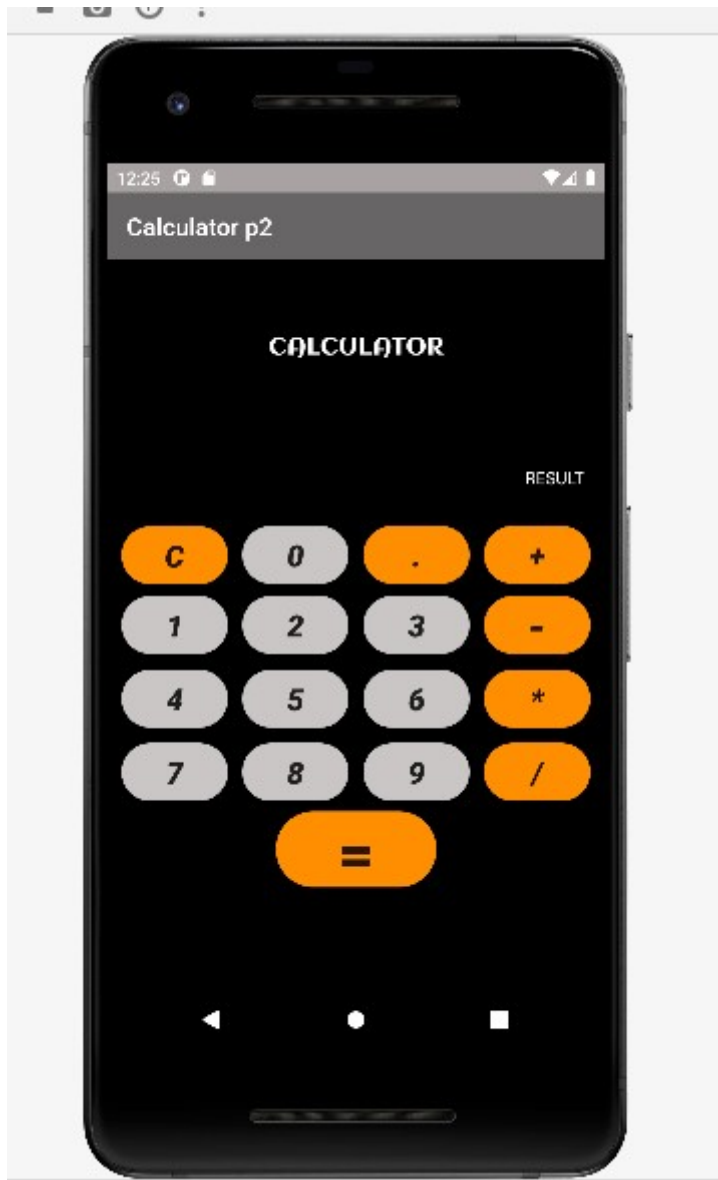 12:25
Calculator p2
CALCULATOR
RESULT
C 0 . +
1 2 3 -
4 5 6 *
7 8 9 /
=